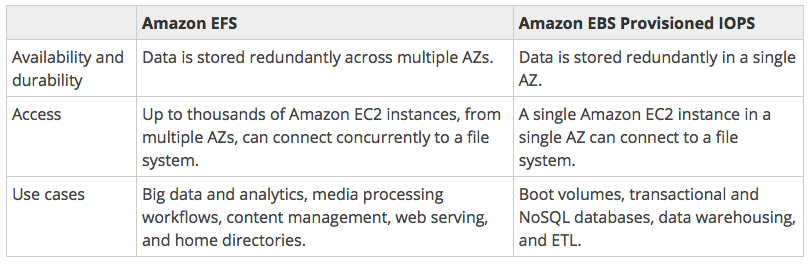 Amazon EFS Amazon EBS Provisioned IOPS
Availability and Data is stored redundantly across multiple AZs. Data is stored redundantly in a single
durability AZ.
Access Up to thousands of Amazon EC2 instances, from A single Amazon EC2 instance in a
multiple AZs, can connect concurrently to a file single AZ can connect to a file
system. system.
Use cases Big data and analytics, media processing Boot volumes, transactional and
workflows, content management, web serving, NoSQL databases, data warehousing,
and home directories. and ETL.